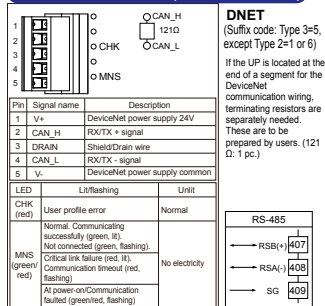 1
2
3
4
5
CHK
MNS
CAN_H
121Ω
CAN_L
DNET
(Suffix code: Type 3=5,
except Type 2=1 or 6)
If the UP is located at the
end of a segment for the
DeviceNet
communication wiring,
terminating resistors are
separately needed.
These are to be
prepared by users. (121
Ω: 1 pc.)
Pin Signal name Description
1 V+ DeviceNet power supply 24V
2 CAN_H RX/TX + signal
3 DRAIN Shield/Drain wire
4 CAN_L RX/TX - signal
5 V- DeviceNet power supply common
LED Lit/flashing Unlit
CHK
(red) User profile error Normal
MNS
(green/
red)
Normal. Communicating
successfully (green, lit).
Not connected (green, flashing).
Critical link failure (red, lit).
Communication timeout (red,
flashing)
At power-on/Communication
faulted (green/red, flashing)
No electricity
RS-485
RSB(+) 407
RSA(-) 408
SG 409